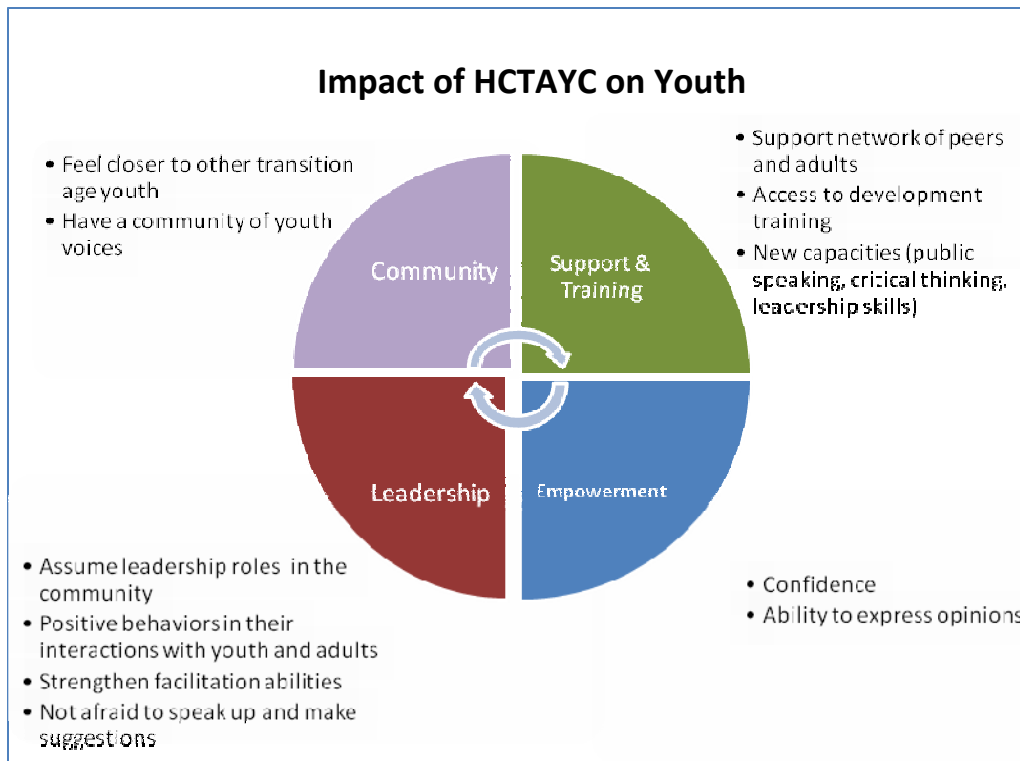 Impact of HCTAYC on Youth
• Feel closer to other transition
age youth
• Have a community of youth
voices
• Support network of peers
and adults
• Access to development
training
• New capacities (public
speaking, critical thinking,
leadership skills)
Community
Support &
Training
Leadership
Empowerment
• Assume leadership roles in the
community
• Positive behaviors in their
interactions with youth and adults
• Strengthen facilitation abilities
• Not afraid to speak up and make
suggestions
• Confidence
• Ability to express opinions